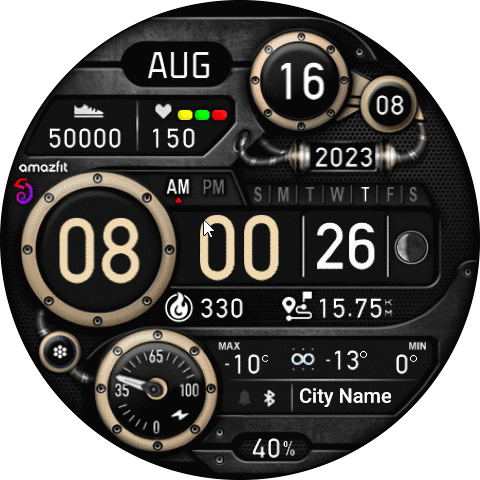 AUG
16
08
50000
150
2023
amazfit
AM PM
S M T W T F S
08 00 26
330
15.75 KM
MAX -10°C
-13°
MIN 0°
65
35
100
0
City Name
40%